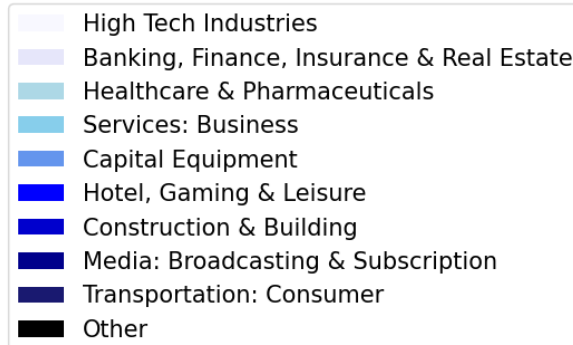 High Tech Industries
Banking, Finance, Insurance & Real Estate
Healthcare & Pharmaceuticals
Services: Business
Capital Equipment
Hotel, Gaming & Leisure
Construction & Building
Media: Broadcasting & Subscription
Transportation: Consumer
Other